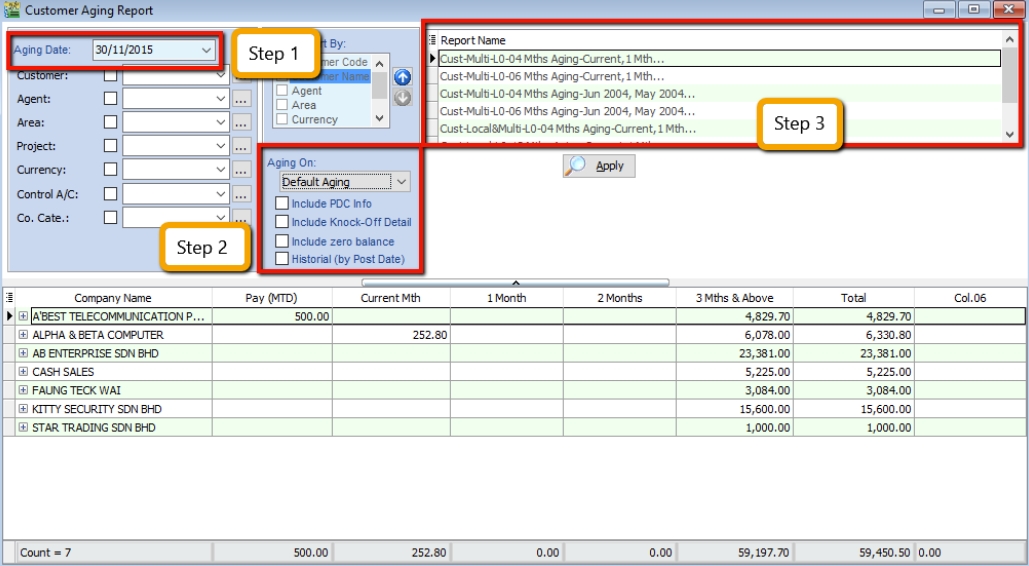 Customer Aging Report
Aging Date: 30/11/2015
Step 1
Customer:
Agent:
Area:
Project:
Currency:
Control A/C:
Co. Cate.:
By:
Customer Name
Agent
Area
Currency
Step 2
Aging On:
Default Aging
Include PDC Info
Include Knock-Off Detail
Include zero balance
Historial (by Post Date)
Report Name
Cust-Multi-L0-04 Mths Aging-Current,1 Mth...
Cust-Multi-L0-06 Mths Aging-Current,1 Mth...
Cust-Multi-L0-04 Mths Aging-Jun 2004, May 2004...
Cust-Multi-L0-06 Mths Aging-Jun 2004, May 2004...
Cust-Local&Multi-L0-04 Mths Aging-Current,1 Mth...
Step 3
Apply
Company Name Pay (MTD) Current Mth 1 Month 2 Months 3 Mths & Above Total Col.06
A'BEST TELECOMMUNICATION P... 500.00 4,829.70 4,829.70
ALPHA & BETA COMPUTER 252.80 6,078.00 6,330.80
AB ENTERPRISE SDN BHD 23,381.00 23,381.00
CASH SALES 5,225.00 5,225.00
FAUNG TECK WAI 3,084.00 3,084.00
KITTY SECURITY SDN BHD 15,600.00 15,600.00
STAR TRADING SDN BHD 1,000.00 1,000.00
Count = 7 500.00 252.80 0.00 0.00 59,197.70 59,450.50 0.00